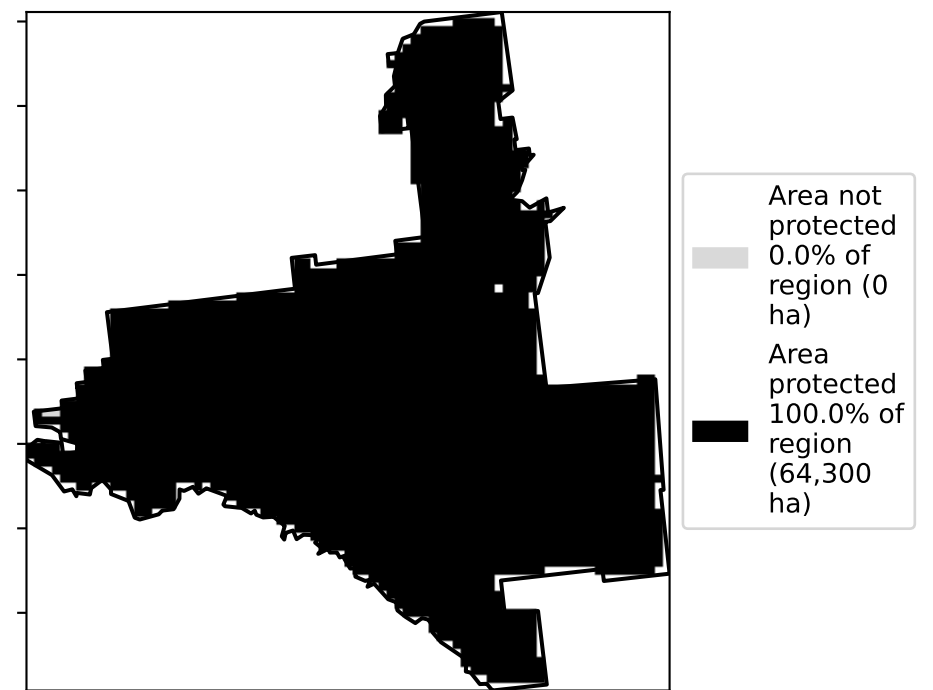 Area not
protected
0.0% of
region (0
ha)
Area
protected
100.0% of
region
(64,300
ha)